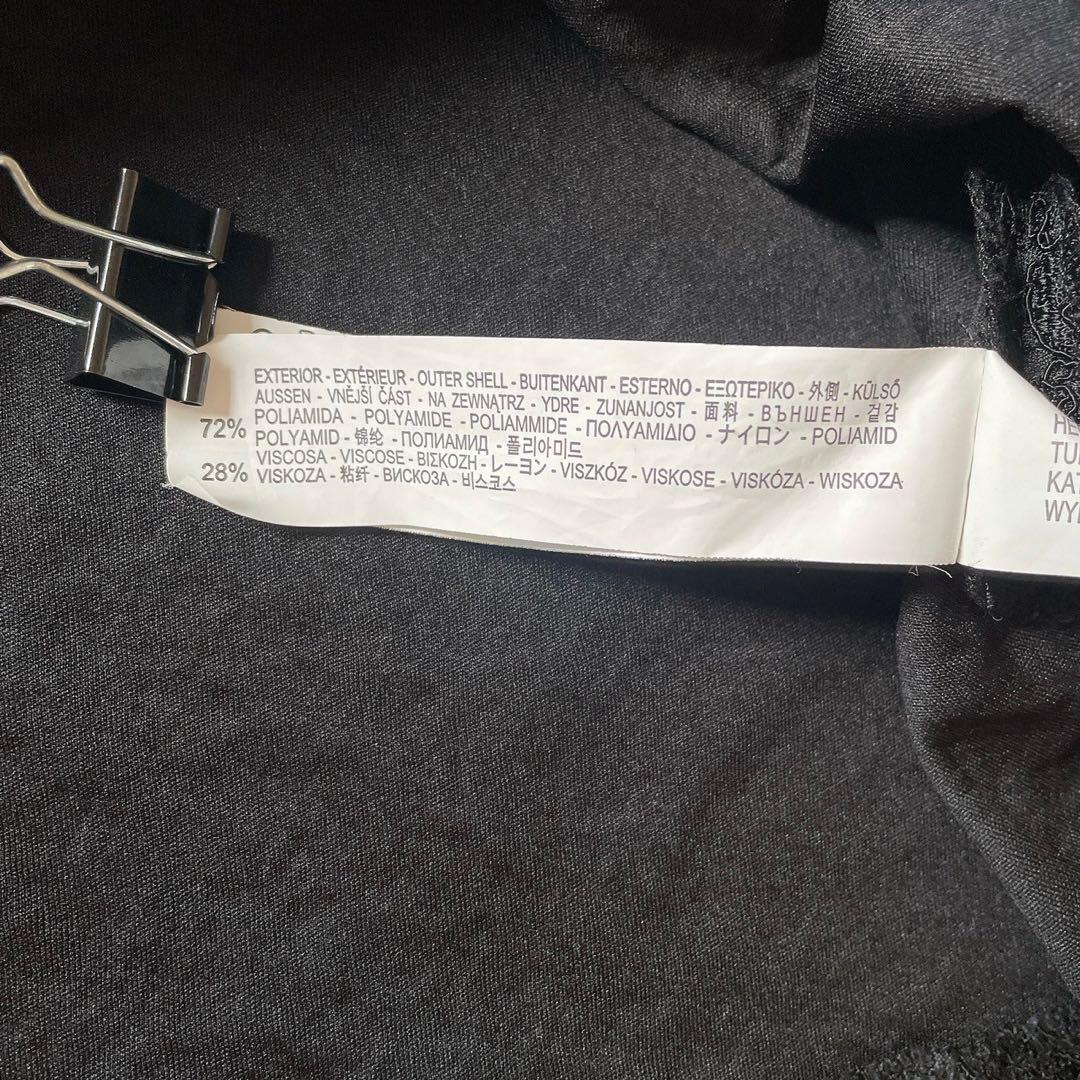 EXTERIOR - EXTÉRIEUR - OUTER SHELL - BUITENKANT - ESTERNO - ΕΞΩΤΕΡΙΚΟ - 外側 - KÜLSŐ
AUSSEN - VNĚJŠÍ ČÁST - NA ZEWNĄTRZ - YDRE - ZUNANJOST - 面料 - ВЪНШЕН - 겉감
72% POLIAMIDA - POLYAMIDE - POLIAMMIDE - ΠΟΛΥΑΜΙΔΙΟ - ナイロン - POLIAMID
POLYAMID - 锦纶 - ПОПИАМИД - 폴리아미드
28% VISCOSA - VISCOSE - ΒΙΣΚΟΖΗ - レーヨン - VISZKÓZ - VISKOSE - VISKÓZA - WISKOZA
VISKOZA - 粘纤 - ВИСКОЗА - 비스코스